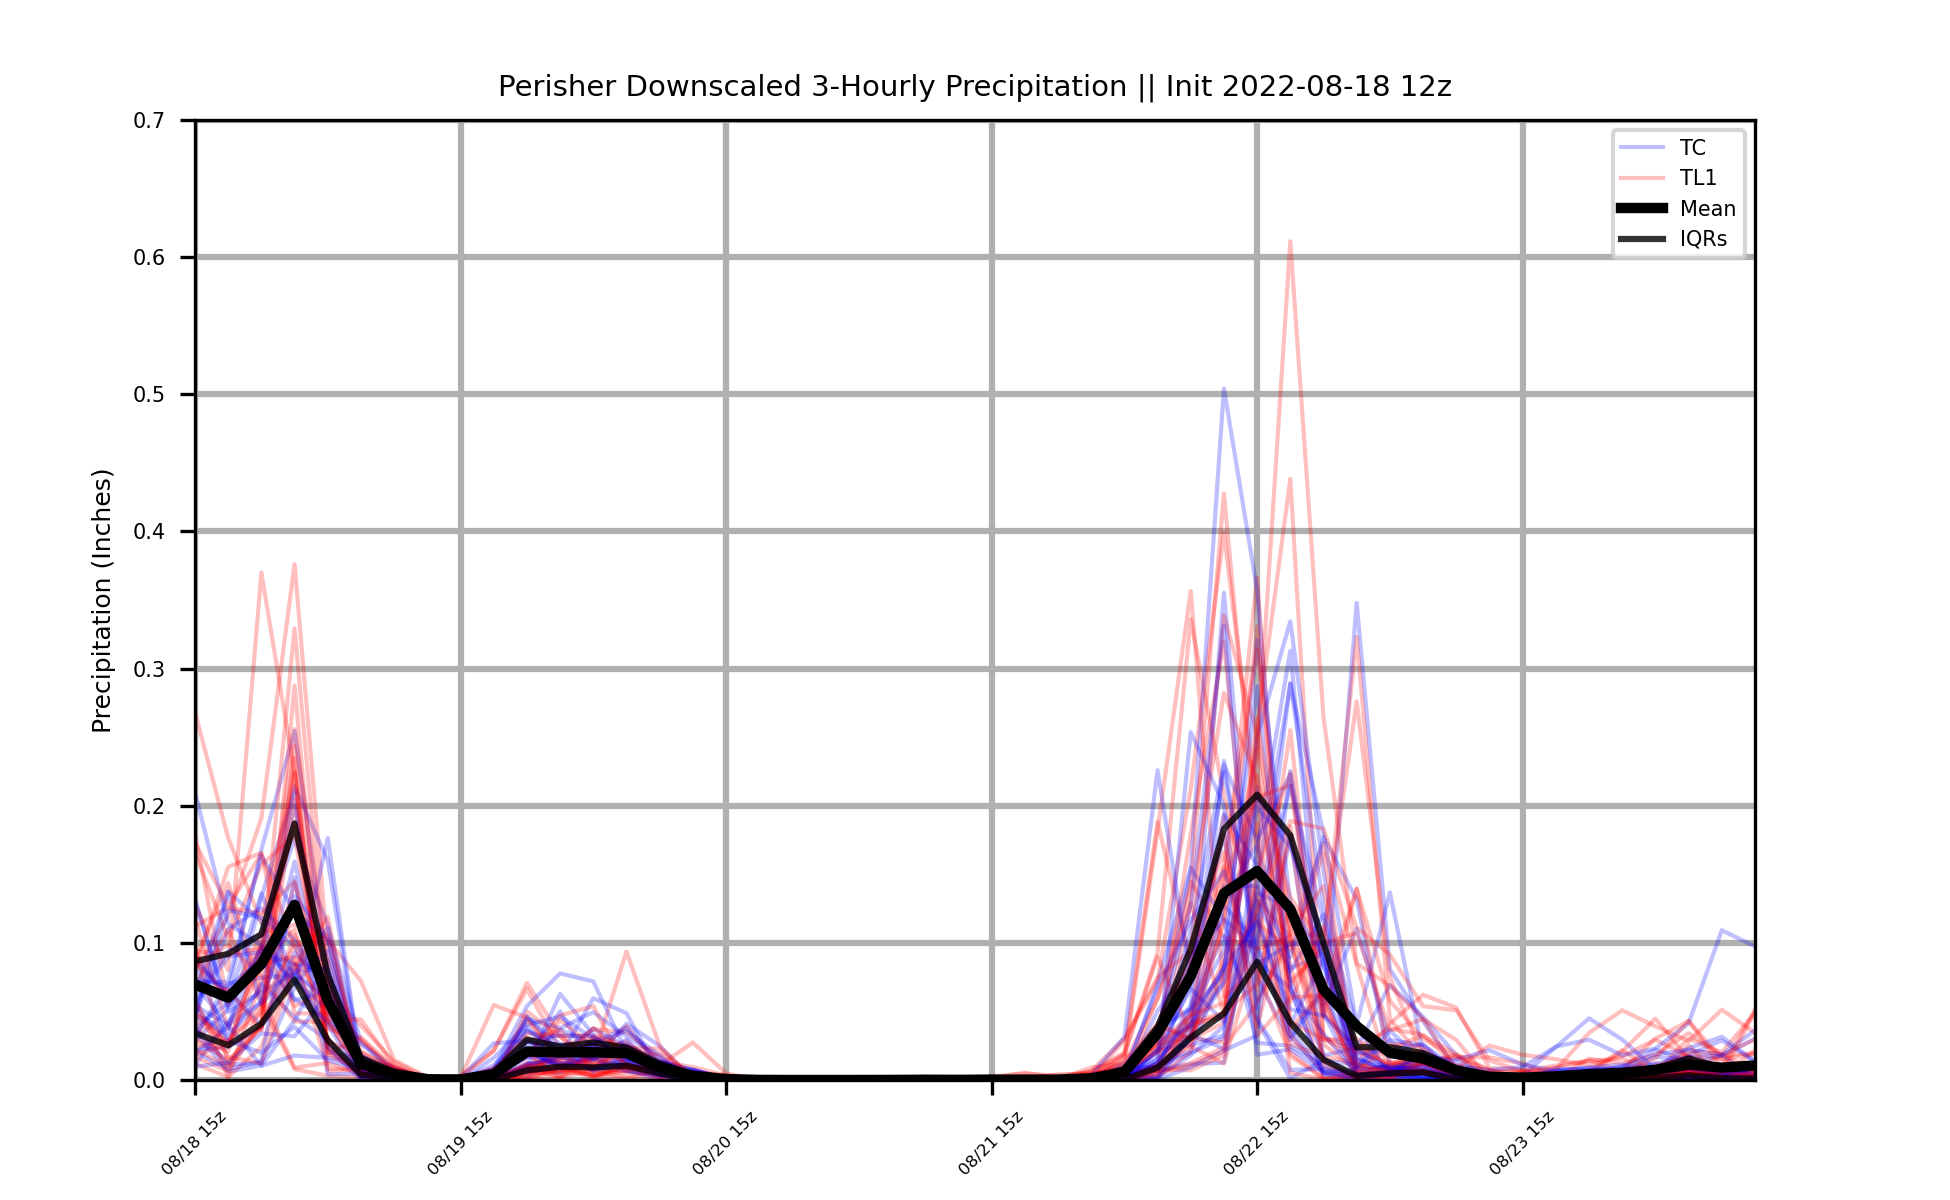 Perisher Downscaled 3-Hourly Precipitation || Init 2022-08-18 12z
0.7
0.6
0.5
0.4
0.3
0.2
0.1
0.0
Precipitation (Inches)
TC
TL1
Mean
IQRs
08/18 15z
08/19 15z
08/20 15z
08/21 15z
08/22 15z
08/23 15z